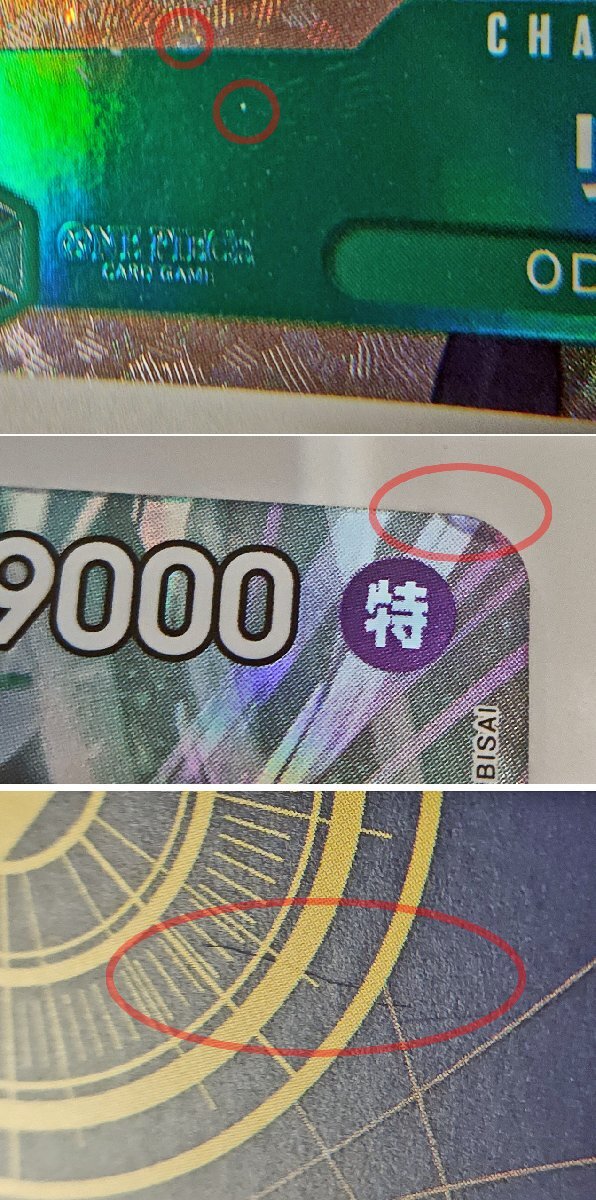 CHA
ONE PIECE
CARD GAME
OD
9000
特
BISAI